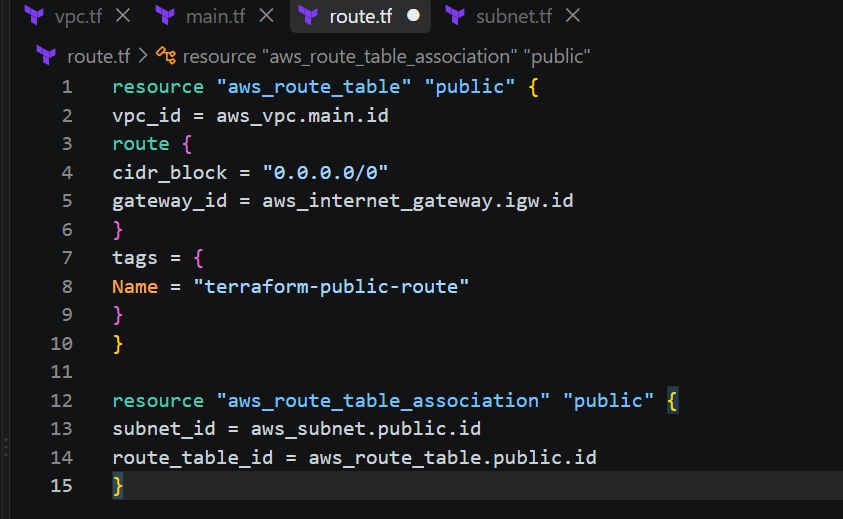 vpc.tf main.tf route.tf subnet.tf
route.tf > resource "aws_route_table_association" "public"
1 resource "aws_route_table" "public" {
2 vpc_id = aws_vpc.main.id
3 route {
4 cidr_block = "0.0.0.0/0"
5 gateway_id = aws_internet_gateway.igw.id
6 }
7 tags = {
8 Name = "terraform-public-route"
9 }
10 }
11
12 resource "aws_route_table_association" "public" {
13 subnet_id = aws_subnet.public.id
14 route_table_id = aws_route_table.public.id
15 }